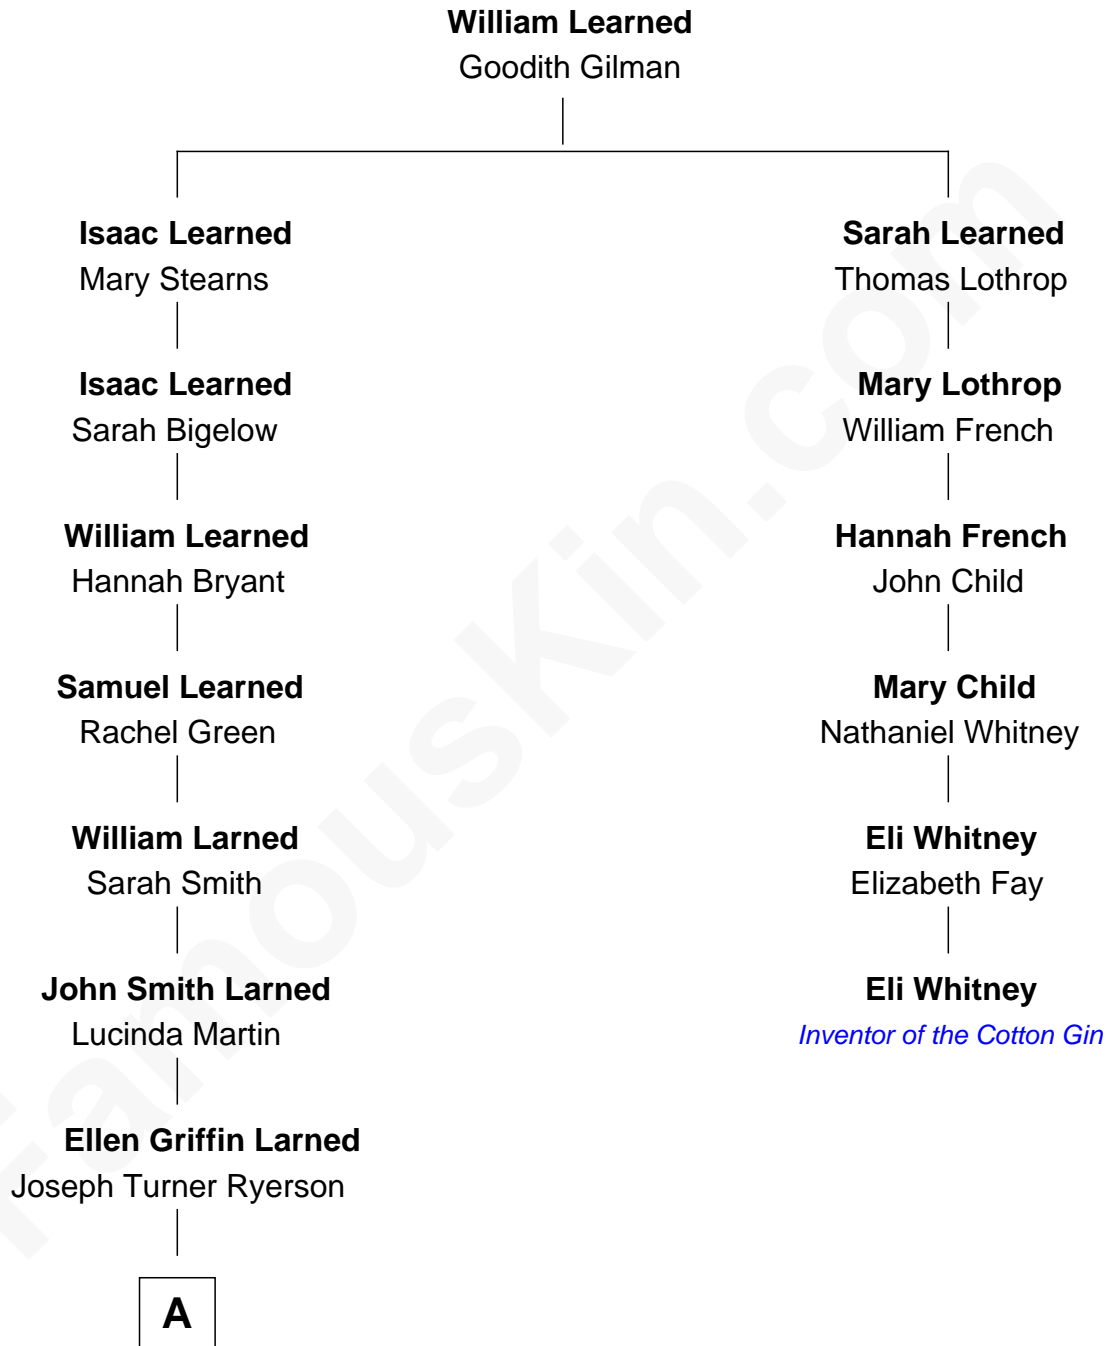 William Learned
Goodith Gilman
Isaac Learned
Mary Stearns
Sarah Learned
Thomas Lothrop
Isaac Learned
Sarah Bigelow
Mary Lothrop
William French
William Learned
Hannah Bryant
Hannah French
John Child
Samuel Learned
Rachel Green
Mary Child
Nathaniel Whitney
William Larned
Sarah Smith
Eli Whitney
Elizabeth Fay
John Smith Larned
Lucinda Martin
Eli Whitney
Inventor of the Cotton Gin
Ellen Griffin Larned
Joseph Turner Ryerson
A
FamousKin.com